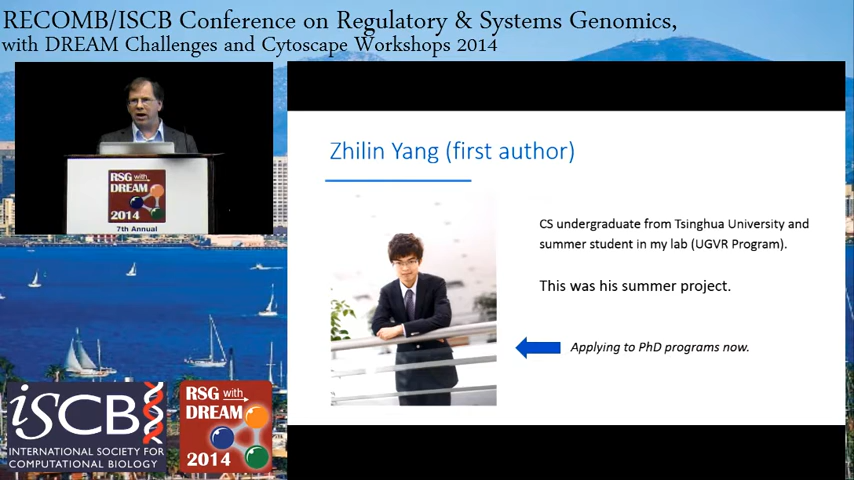 RECOMB/ISCB Conference on Regulatory & Systems Genomics,
with DREAM Challenges and Cytoscape Workshops 2014
RSG with
DREAM
2014
7th Annual
Zhilin Yang (first author)
CS undergraduate from Tsinghua University and
summer student in my lab (UGVR Program).
This was his summer project.
Applying to PhD programs now.
iSCB
INTERNATIONAL SOCIETY FOR
COMPUTATIONAL BIOLOGY
RSG with
DREAM
2014